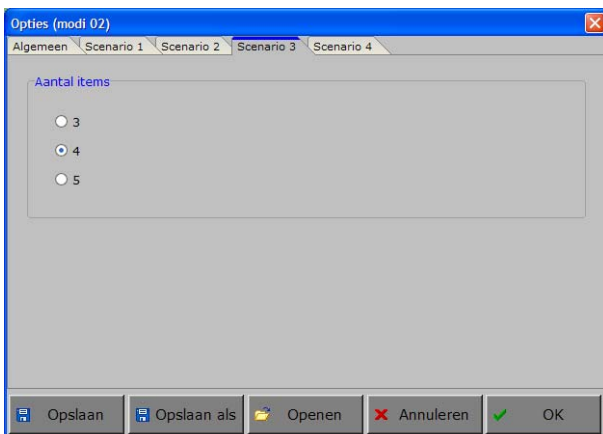 Opties (modi 02)
Algemeen Scenario 1 Scenario 2 Scenario 3 Scenario 4
Aantal items
3
4
5
Opslaan Opslaan als Openen Annuleren OK